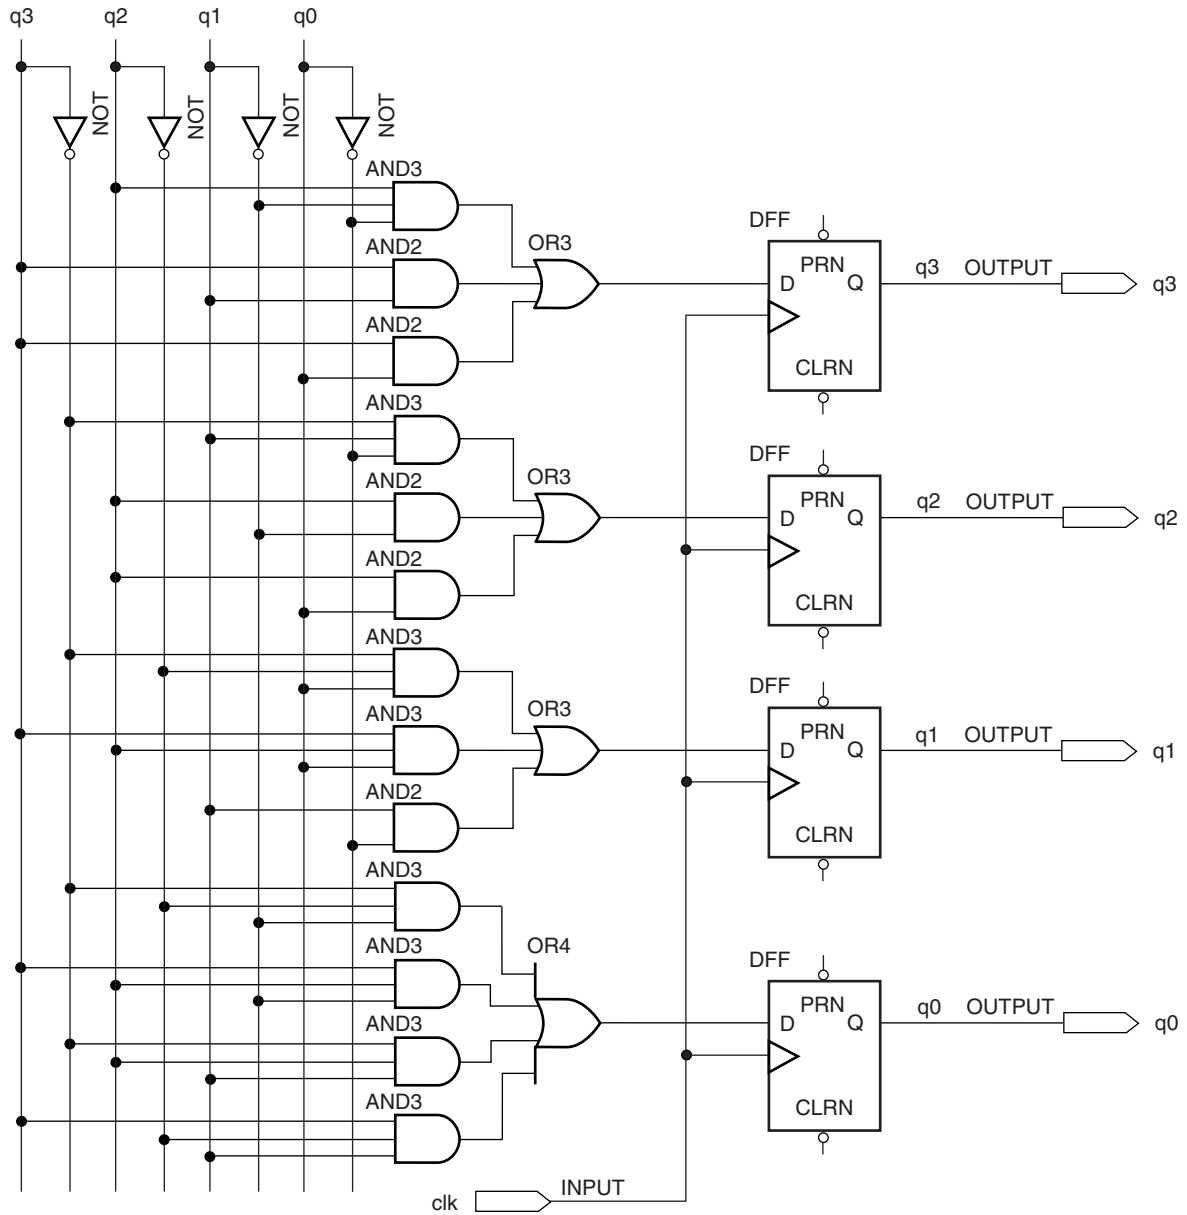 q3 q2 q1 q0
NOT NOT NOT NOT
AND3
AND2
AND2
OR3
DFF
PRN
D Q
CLRN
q3 OUTPUT q3
AND3
AND2
AND2
OR3
DFF
PRN
D Q
CLRN
q2 OUTPUT q2
AND3
AND3
AND2
OR3
DFF
PRN
D Q
CLRN
q1 OUTPUT q1
AND3
AND3
AND3
AND3
OR4
DFF
PRN
D Q
CLRN
q0 OUTPUT q0
clk INPUT